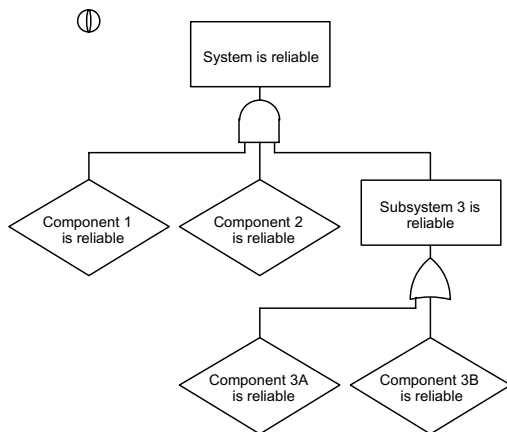 System is reliable
Component 1
is reliable
Component 2
is reliable
Subsystem 3 is
reliable
Component 3A
is reliable
Component 3B
is reliable